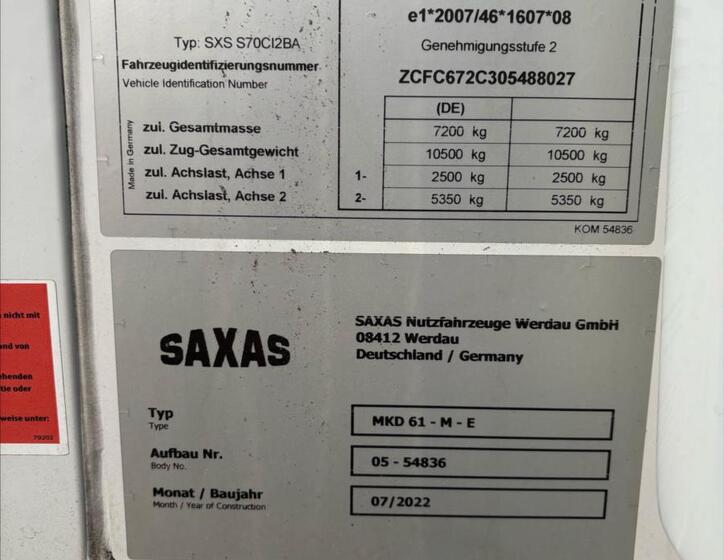 e1*2007/46*1607*08
Typ: SXS S70CI2BA
Genehmigungsstufe 2
Fahrzeugidentifizierungsnummer
Vehicle Identification Number
ZCFC672C305488027
(DE)
zul. Gesamtmasse 7200 kg 7200 kg
zul. Zug-Gesamtgewicht 10500 kg 10500 kg
zul. Achslast, Achse 1 1- 2500 kg 2500 kg
zul. Achslast, Achse 2 2- 5350 kg 5350 kg
Made in Germany
KOM 54836
SAXAS
SAXAS Nutzfahrzeuge Werdau GmbH
08412 Werdau
Deutschland / Germany
Typ
Type
MKD 61 - M - E
Aufbau Nr.
Body No.
05 - 54836
Monat / Baujahr
Month / Year of Construction
07/2022
nicht mit
und von
tie oder
weise unter:
79202